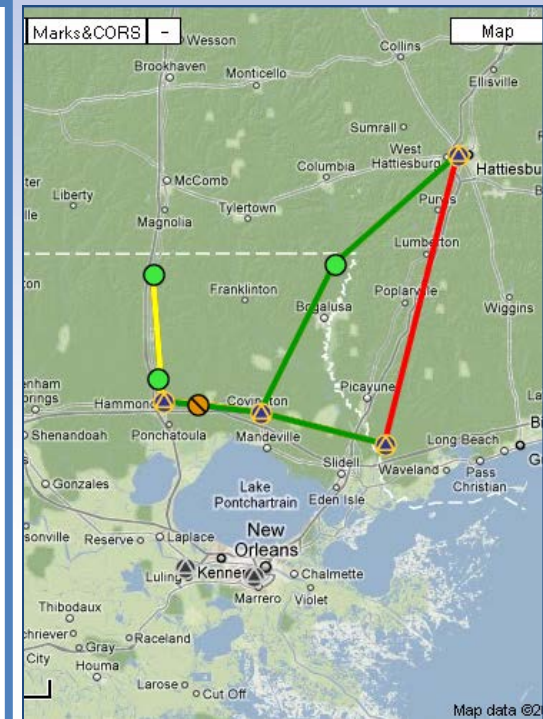 Marks&CORS
-
Map
Wesson
Collins
Brookhaven
Monticello
Ellisville
Sumrall
West
Hattiesburg
Hattiesbu
Columbia
McComb
Liberty
Tylertown
Purvis
Magnolia
Lumberton
Franklinton
Poplarville
Bogalusa
Wiggins
Picayune
Hammond
Covington
Ponchatoula
Mandeville
Shenandoah
Slidell
Long Beach
Waveland
Pass
Christian
Gonzales
Lake
Pontchartrain
Eden Isle
New
Orleans
Reserve
Laplace
Luling
Kenner
Chalmette
Marrero
Violet
Thibodaux
Gray
Raceland
City
Houma
Larose
Cut Off
Map data ©20